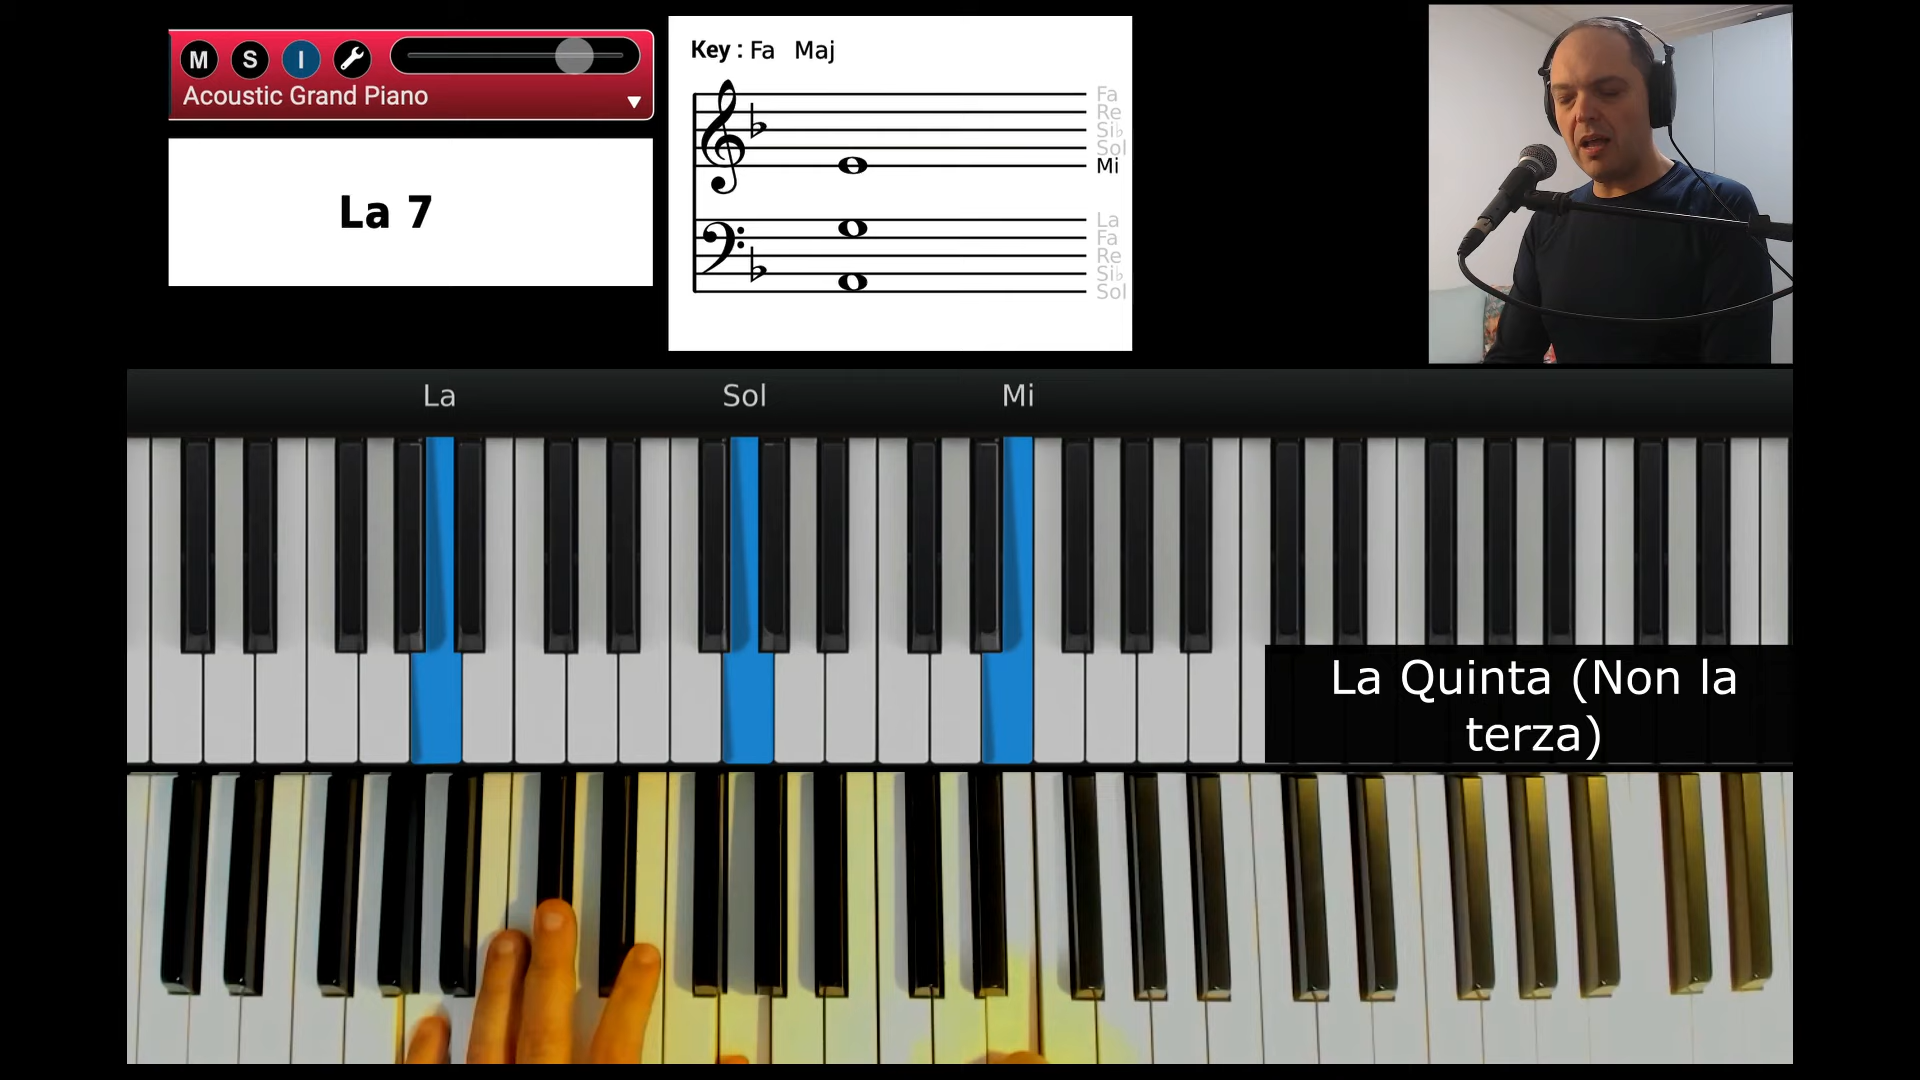 M S I
Acoustic Grand Piano
La 7
Key : Fa Maj
Fa
Re
Si♭
Sol
Mi
La
Fa
Re
Si♭
Sol
La Sol Mi
La Quinta (Non la
terza)